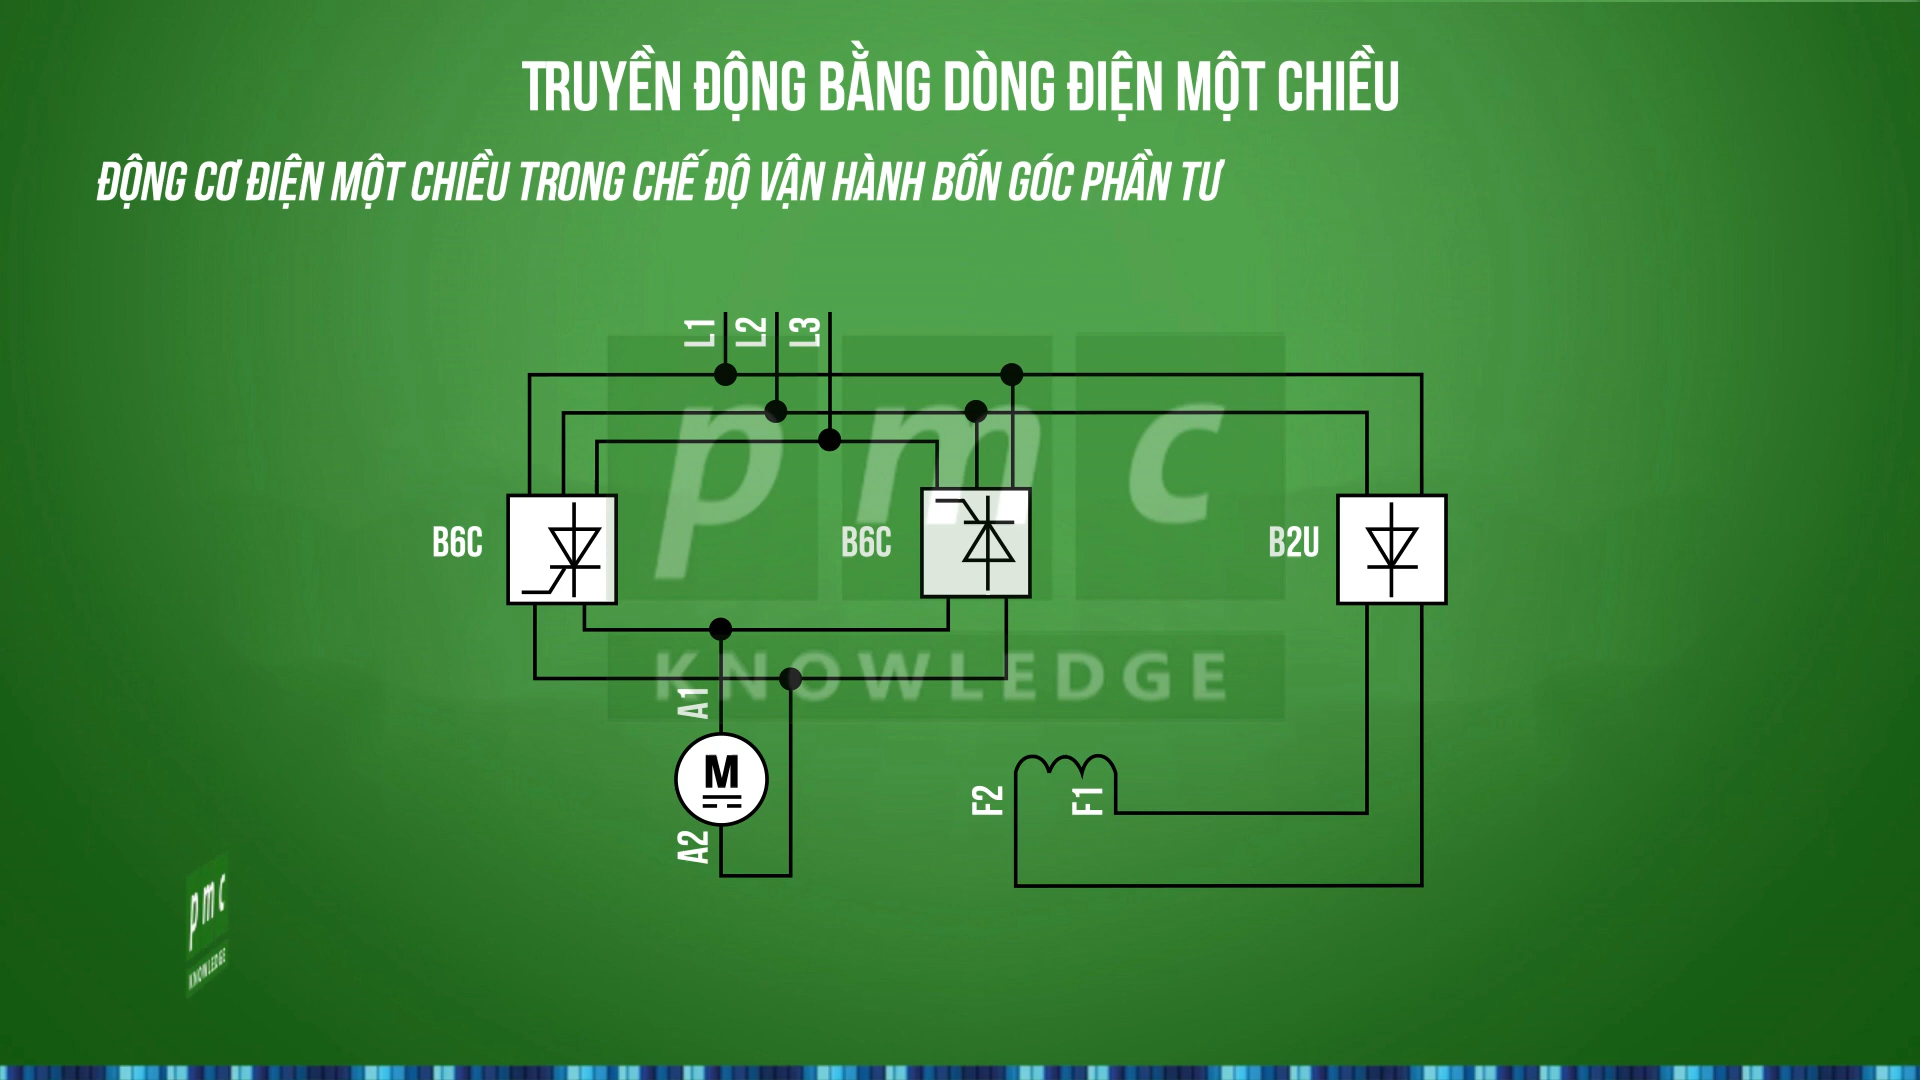 TRUYỀN ĐỘNG BẰNG DÒNG ĐIỆN MỘT CHIỀU
ĐỘNG CƠ ĐIỆN MỘT CHIỀU TRONG CHẾ ĐỘ VẬN HÀNH BỐN GÓC PHẦN TƯ
L1
L2
L3
p m c
B6C
B6C
B2U
KNOWLEDGE
A1
M
A2
F2
F1
p m c
KNOWLEDGE